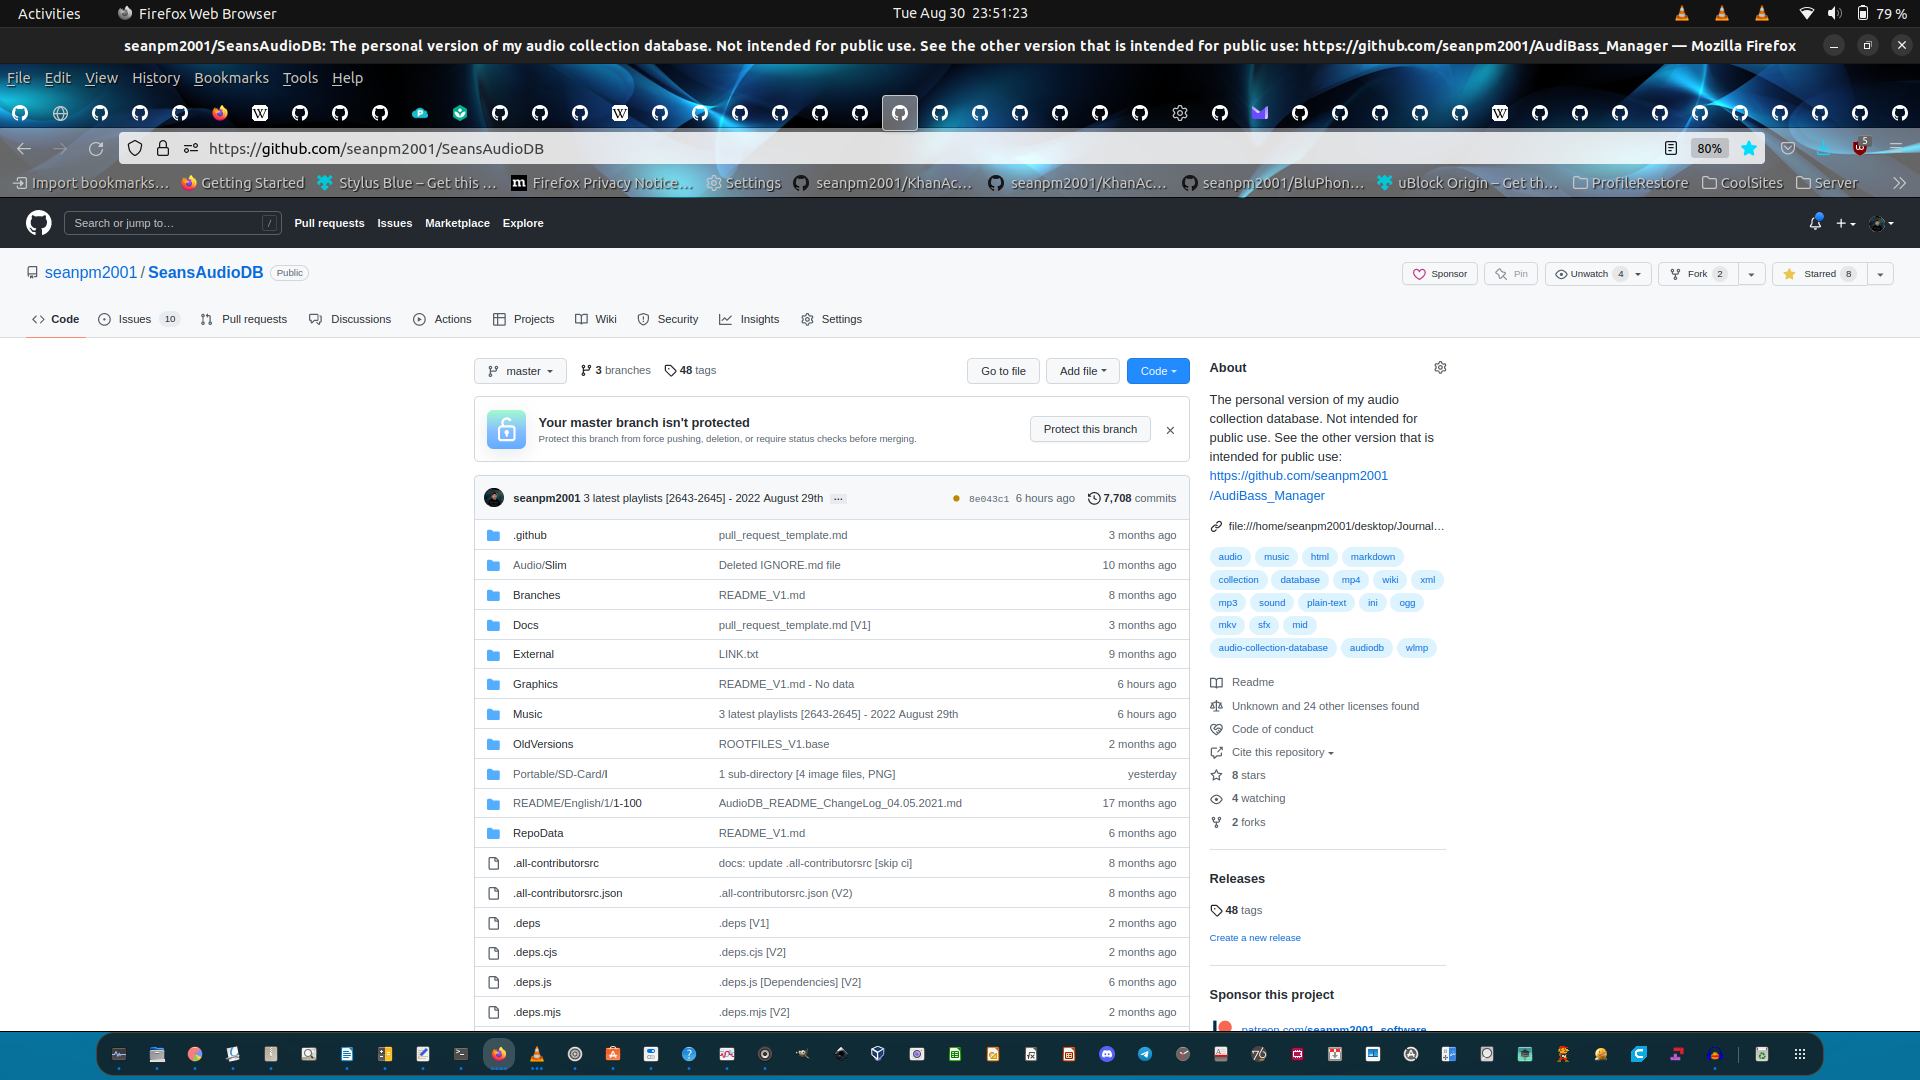 Activities
Firefox Web Browser
Tue Aug 30 23:51:23
79 %
seanpm2001/SeansAudioDB: The personal version of my audio collection database. Not intended for public use. See the other version that is intended for public use: https://github.com/seanpm2001/AudiBass_Manager — Mozilla Firefox
File Edit View History Bookmarks Tools Help
https://github.com/seanpm2001/SeansAudioDB
80%
5
Import bookmarks… Getting Started Stylus Blue – Get this … Firefox Privacy Notice… Settings seanpm2001/KhanAc… seanpm2001/KhanAc… seanpm2001/BluPhon… uBlock Origin – Get th… ProfileRestore CoolSites Server
Search or jump to… /
Pull requests Issues Marketplace Explore
seanpm2001 / SeansAudioDB Public
Sponsor Pin Unwatch 4 Fork 2 Starred 8
Code Issues 10 Pull requests Discussions Actions Projects Wiki Security Insights Settings
master 3 branches 48 tags Go to file Add file Code
Your master branch isn't protected
Protect this branch from force pushing, deletion, or require status checks before merging.
Protect this branch
seanpm2001 3 latest playlists [2643-2645] - 2022 August 29th … 8e043c1 6 hours ago 7,708 commits
.github pull_request_template.md 3 months ago
Audio/Slim Deleted IGNORE.md file 10 months ago
Branches README_V1.md 8 months ago
Docs pull_request_template.md [V1] 3 months ago
External LINK.txt 9 months ago
Graphics README_V1.md - No data 6 hours ago
Music 3 latest playlists [2643-2645] - 2022 August 29th 6 hours ago
OldVersions ROOTFILES_V1.base 2 months ago
Portable/SD-Card/I 1 sub-directory [4 image files, PNG] yesterday
README/English/1/1-100 AudioDB_README_ChangeLog_04.05.2021.md 17 months ago
RepoData README_V1.md 6 months ago
.all-contributorsrc docs: update .all-contributorsrc [skip ci] 8 months ago
.all-contributorsrc.json .all-contributorsrc.json (V2) 8 months ago
.deps .deps [V1] 2 months ago
.deps.cjs .deps.cjs [V2] 2 months ago
.deps.js .deps.js [Dependencies] [V2] 6 months ago
.deps.mjs .deps.mjs [V2] 2 months ago
About
The personal version of my audio
collection database. Not intended for
public use. See the other version that is
intended for public use:
https://github.com/seanpm2001
/AudiBass_Manager
file:///home/seanpm2001/desktop/Journal…
audio music html markdown
collection database mp4 wiki xml
mp3 sound plain-text ini ogg
mkv sfx mid
audio-collection-database audiodb wlmp
Readme
Unknown and 24 other licenses found
Code of conduct
Cite this repository
8 stars
4 watching
2 forks
Releases
48 tags
Create a new release
Sponsor this project
patreon.com/seanpm2001_software